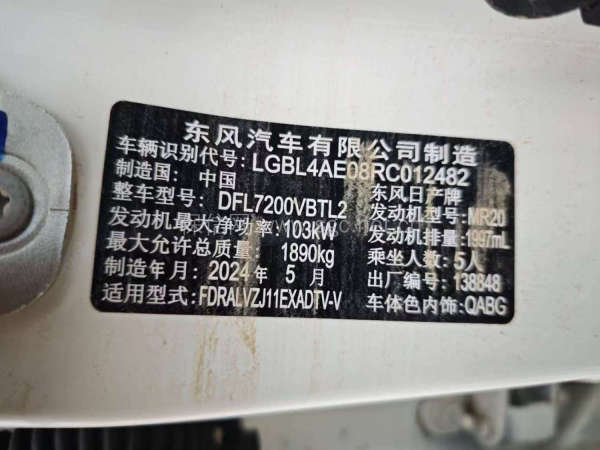 东风汽车有限公司制造
车辆识别代号: LGBL4AE08RC012482
制造国: 中国 东风日产牌
整车型号: DFL7200VBTL2 发动机型号: MR20
发动机最大净功率: 103kW 发动机排量: 1997mL
最大允许总质量: 1890kg 乘坐人数: 5人
制造年月: 2024 年 5 月 出厂编号: 138848
适用型式: FDRALVZJ11EXADTV-V 车体色内饰: QABG